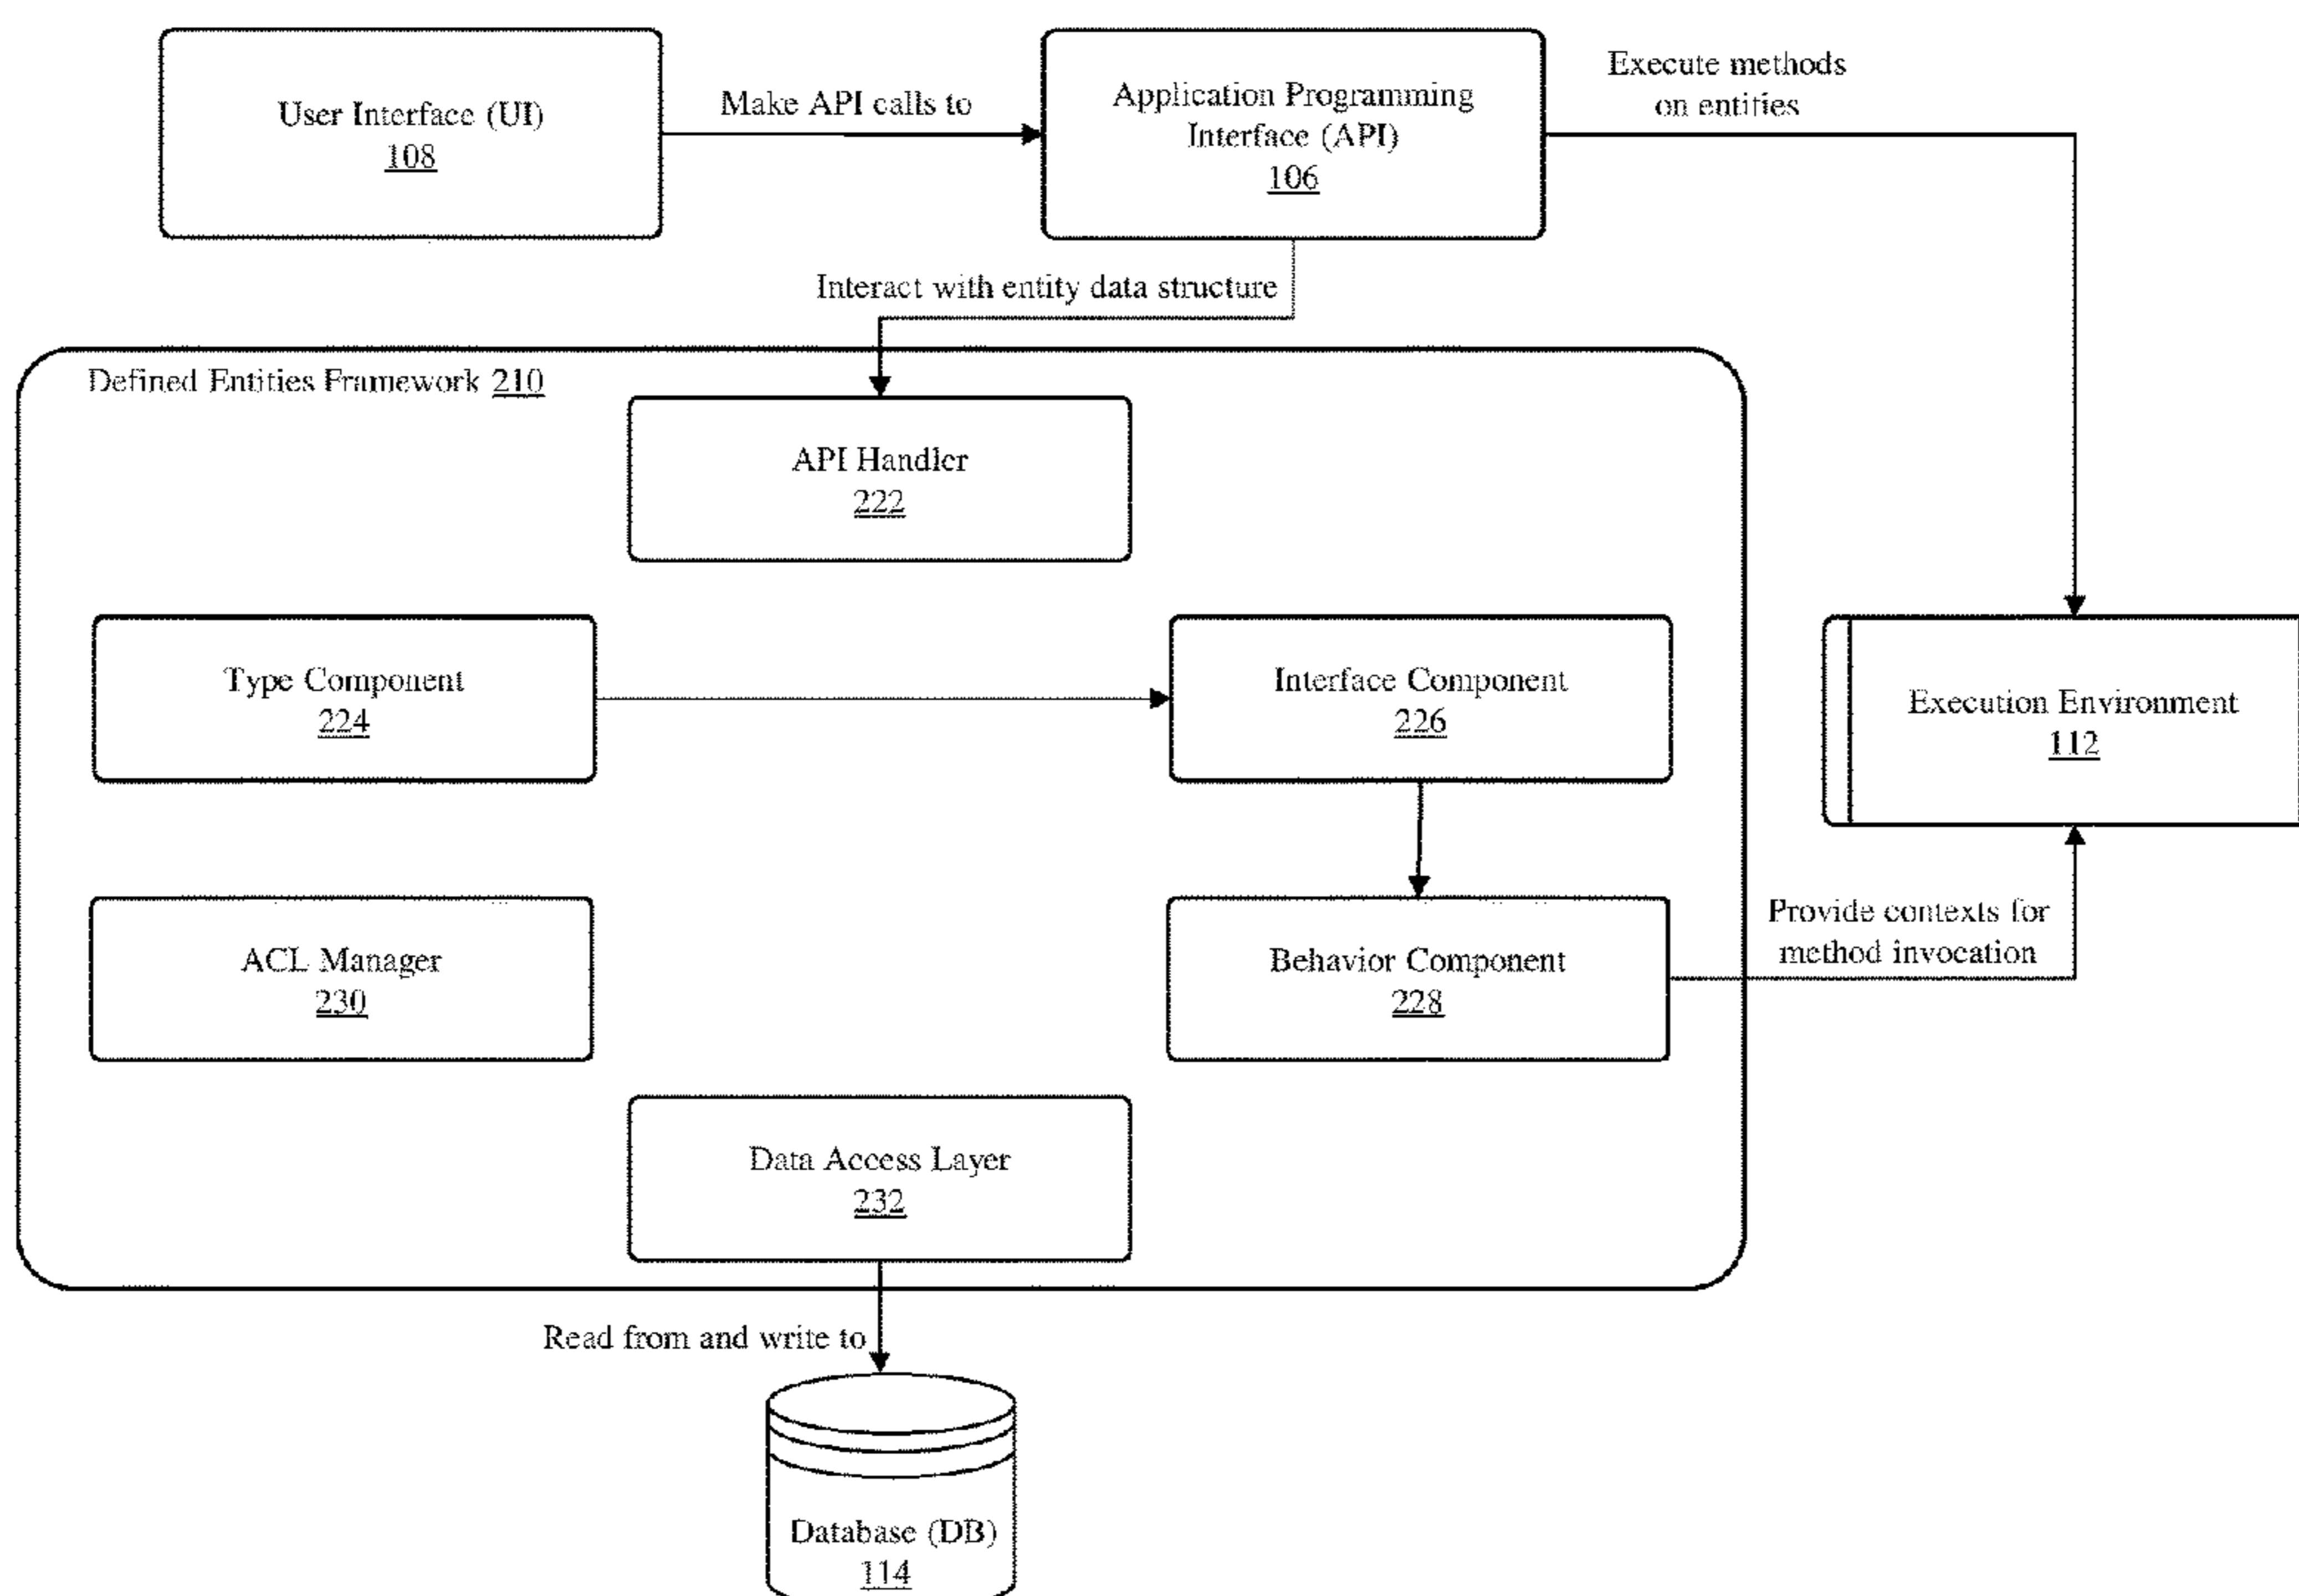 User Interface (UI)
108
Make API calls to
Application Programming
Interface (API)
106
Execute methods
on entities
Interact with entity data structure
Defined Entities Framework 210
API Handler
222
Type Component
224
Interface Component
226
Execution Environment
112
ACL Manager
230
Behavior Component
228
Provide contexts for
method invocation
Data Access Layer
232
Read from and write to
Database (DB)
114